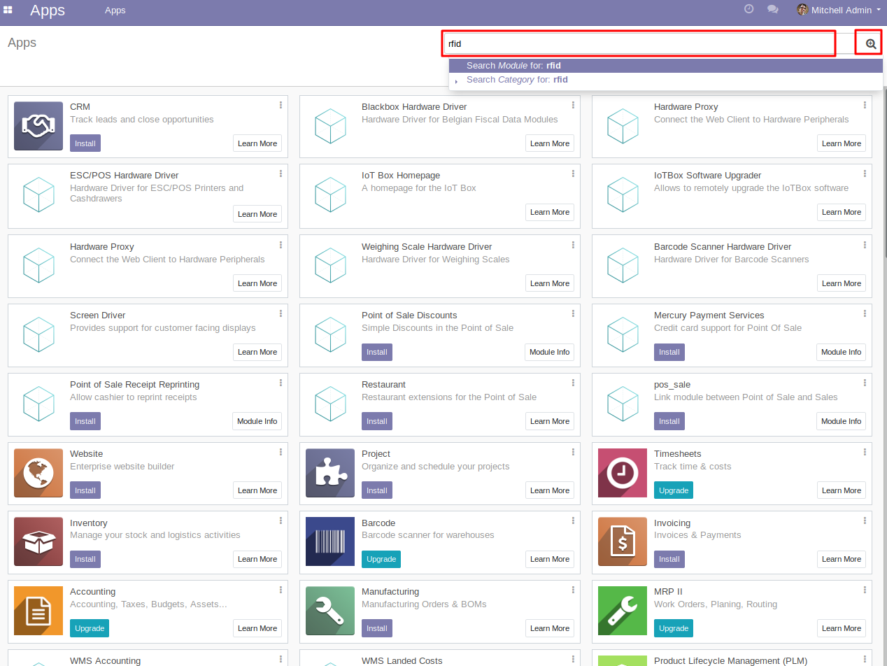 Apps
Apps
Mitchell Admin
Apps
rfid
Search Module for: rfid
Search Category for: rfid
CRM
Track leads and close opportunities
Install
Learn More
Blackbox Hardware Driver
Hardware Driver for Belgian Fiscal Data Modules
Learn More
Hardware Proxy
Connect the Web Client to Hardware Peripherals
Learn More
ESC/POS Hardware Driver
Hardware Driver for ESC/POS Printers and
Cashdrawers
Learn More
IoT Box Homepage
A homepage for the IoT Box
Learn More
IoTBox Software Upgrader
Allows to remotely upgrade the IoTBox software
Learn More
Hardware Proxy
Connect the Web Client to Hardware Peripherals
Learn More
Weighing Scale Hardware Driver
Hardware Driver for Weighing Scales
Learn More
Barcode Scanner Hardware Driver
Hardware Driver for Barcode Scanners
Learn More
Screen Driver
Provides support for customer facing displays
Learn More
Point of Sale Discounts
Simple Discounts in the Point of Sale
Install
Module Info
Mercury Payment Services
Credit card support for Point Of Sale
Install
Module Info
Point of Sale Receipt Reprinting
Allow cashier to reprint receipts
Install
Module Info
Restaurant
Restaurant extensions for the Point of Sale
Install
Learn More
pos_sale
Link module between Point of Sale and Sales
Install
Module Info
Website
Enterprise website builder
Install
Learn More
Project
Organize and schedule your projects
Install
Learn More
Timesheets
Track time & costs
Upgrade
Learn More
Inventory
Manage your stock and logistics activities
Install
Learn More
Barcode
Barcode scanner for warehouses
Upgrade
Learn More
Invoicing
Invoices & Payments
Install
Learn More
Accounting
Accounting, Taxes, Budgets, Assets...
Upgrade
Learn More
Manufacturing
Manufacturing Orders & BOMs
Install
Learn More
MRP II
Work Orders, Planing, Routing
Upgrade
Learn More
WMS Accounting
WMS Landed Costs
Product Lifecycle Management (PLM)